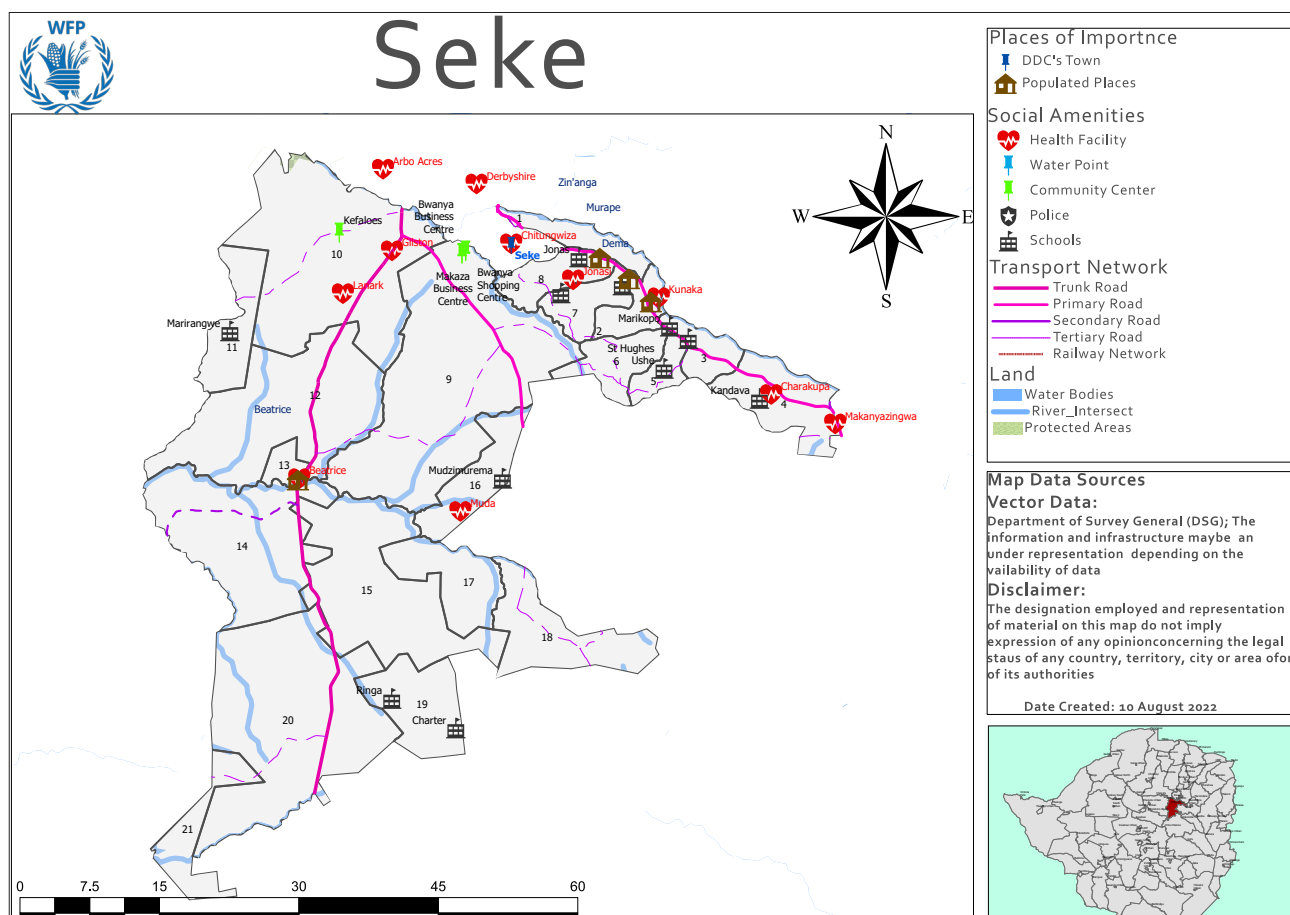 WFP
Seke
Arbo Acres
Derbyshire
Zin'anga
Murape
Bwanya
Business
Centre
Kefaloes
1
Chitungwiza
Seke
Dema
Jonas
Gilston
10
Makaza
Business
Centre
Bwanya
Shopping
Centre
8
Jonasi
Lanark
Kunaka
7
Marikopo
2
Marirangwe
11
St Hughes
6
Usho
3
5
9
12
Kandava
Charakupa
4
Beatrice
Makanyazingwa
13
Beatrice
Mudzimurema
16
Muda
14
15
17
18
Ringa
19
Charter
20
21
0
7.5
15
30
45
60
N
W
E
S
Places of Importnce
DDC's Town
Populated Places
Social Amenities
Health Facility
Water Point
Community Center
Police
Schools
Transport Network
Trunk Road
Primary Road
Secondary Road
Tertiary Road
Railway Network
Land
Water Bodies
River_Intersect
Protected Areas
Map Data Sources
Vector Data:
Department of Survey General (DSG); The
information and infrastructure maybe an
under representation depending on the
vailability of data
Disclaimer:
The designation employed and representation
of material on this map do not imply
expression of any opinionconcerning the legal
staus of any country, territory, city or area ofor
of its authorities
Date Created: 10 August 2022